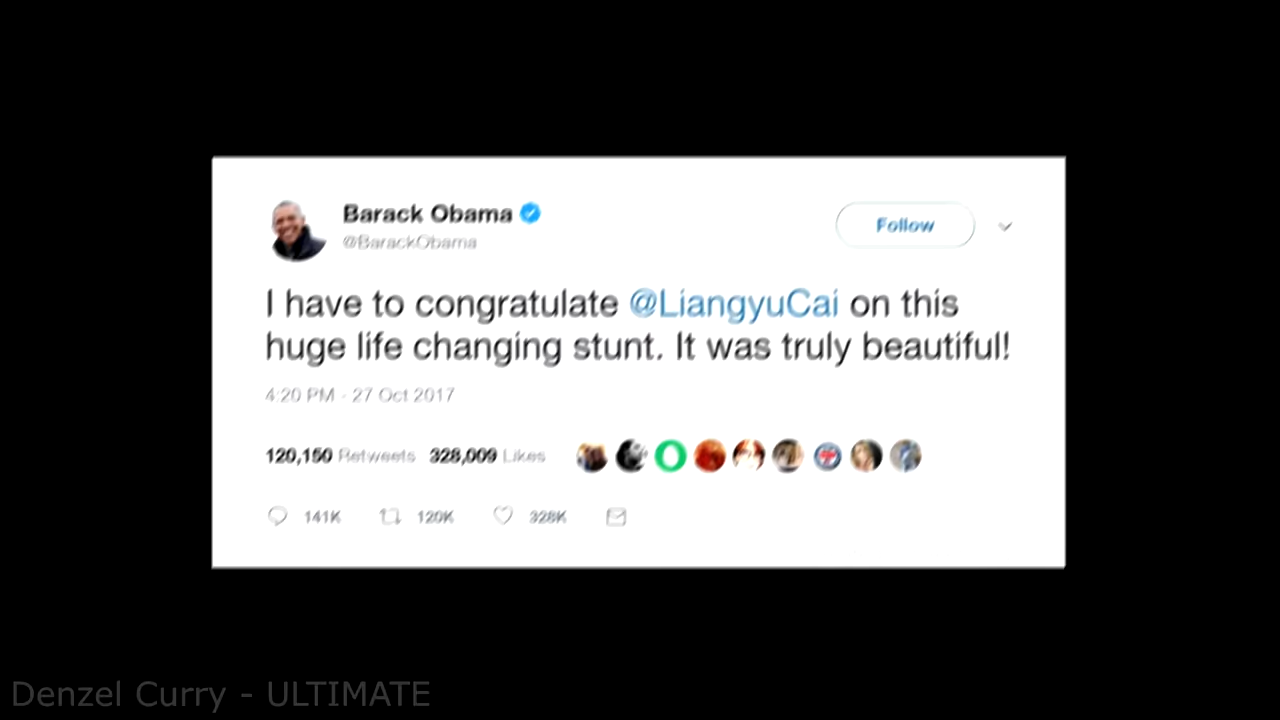 Barack Obama
@BarackObama
Follow
I have to congratulate @LiangyuCai on this
huge life changing stunt. It was truly beautiful!
4:20 PM - 27 Oct 2017
120,150 Retweets 328,009 Likes
141K 120K 328K
Denzel Curry - ULTIMATE